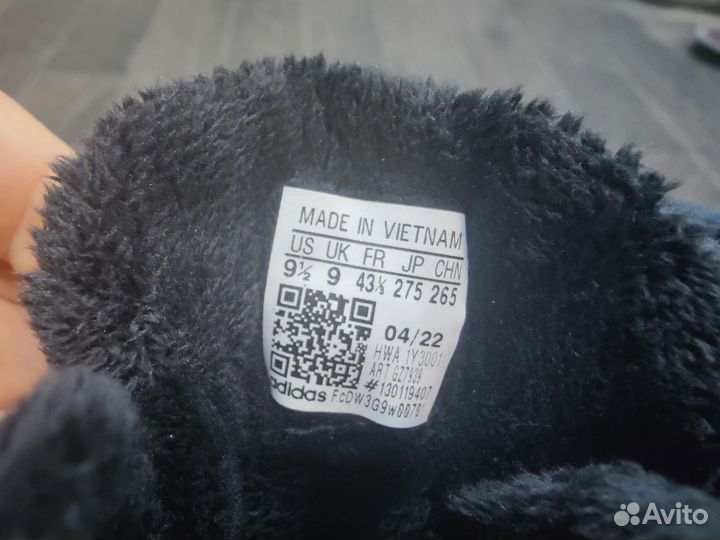 MADE IN VIETNAM
US UK FR JP CHN
9½ 9 43⅓ 275 265
04/22
HWA 1Y3001
ART GZ7939
#130119407
adidas FcDW3G9w0070
Avito